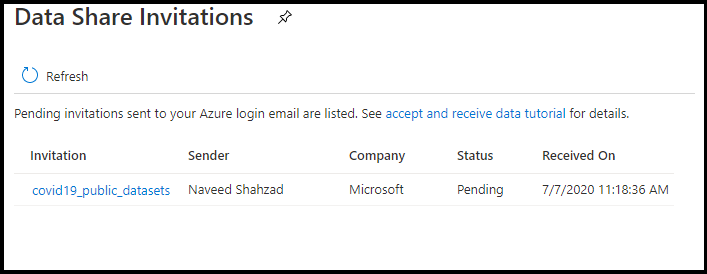 Data Share Invitations
Refresh
Pending invitations sent to your Azure login email are listed. See accept and receive data tutorial for details.
Invitation Sender Company Status Received On
covid19_public_datasets Naveed Shahzad Microsoft Pending 7/7/2020 11:18:36 AM